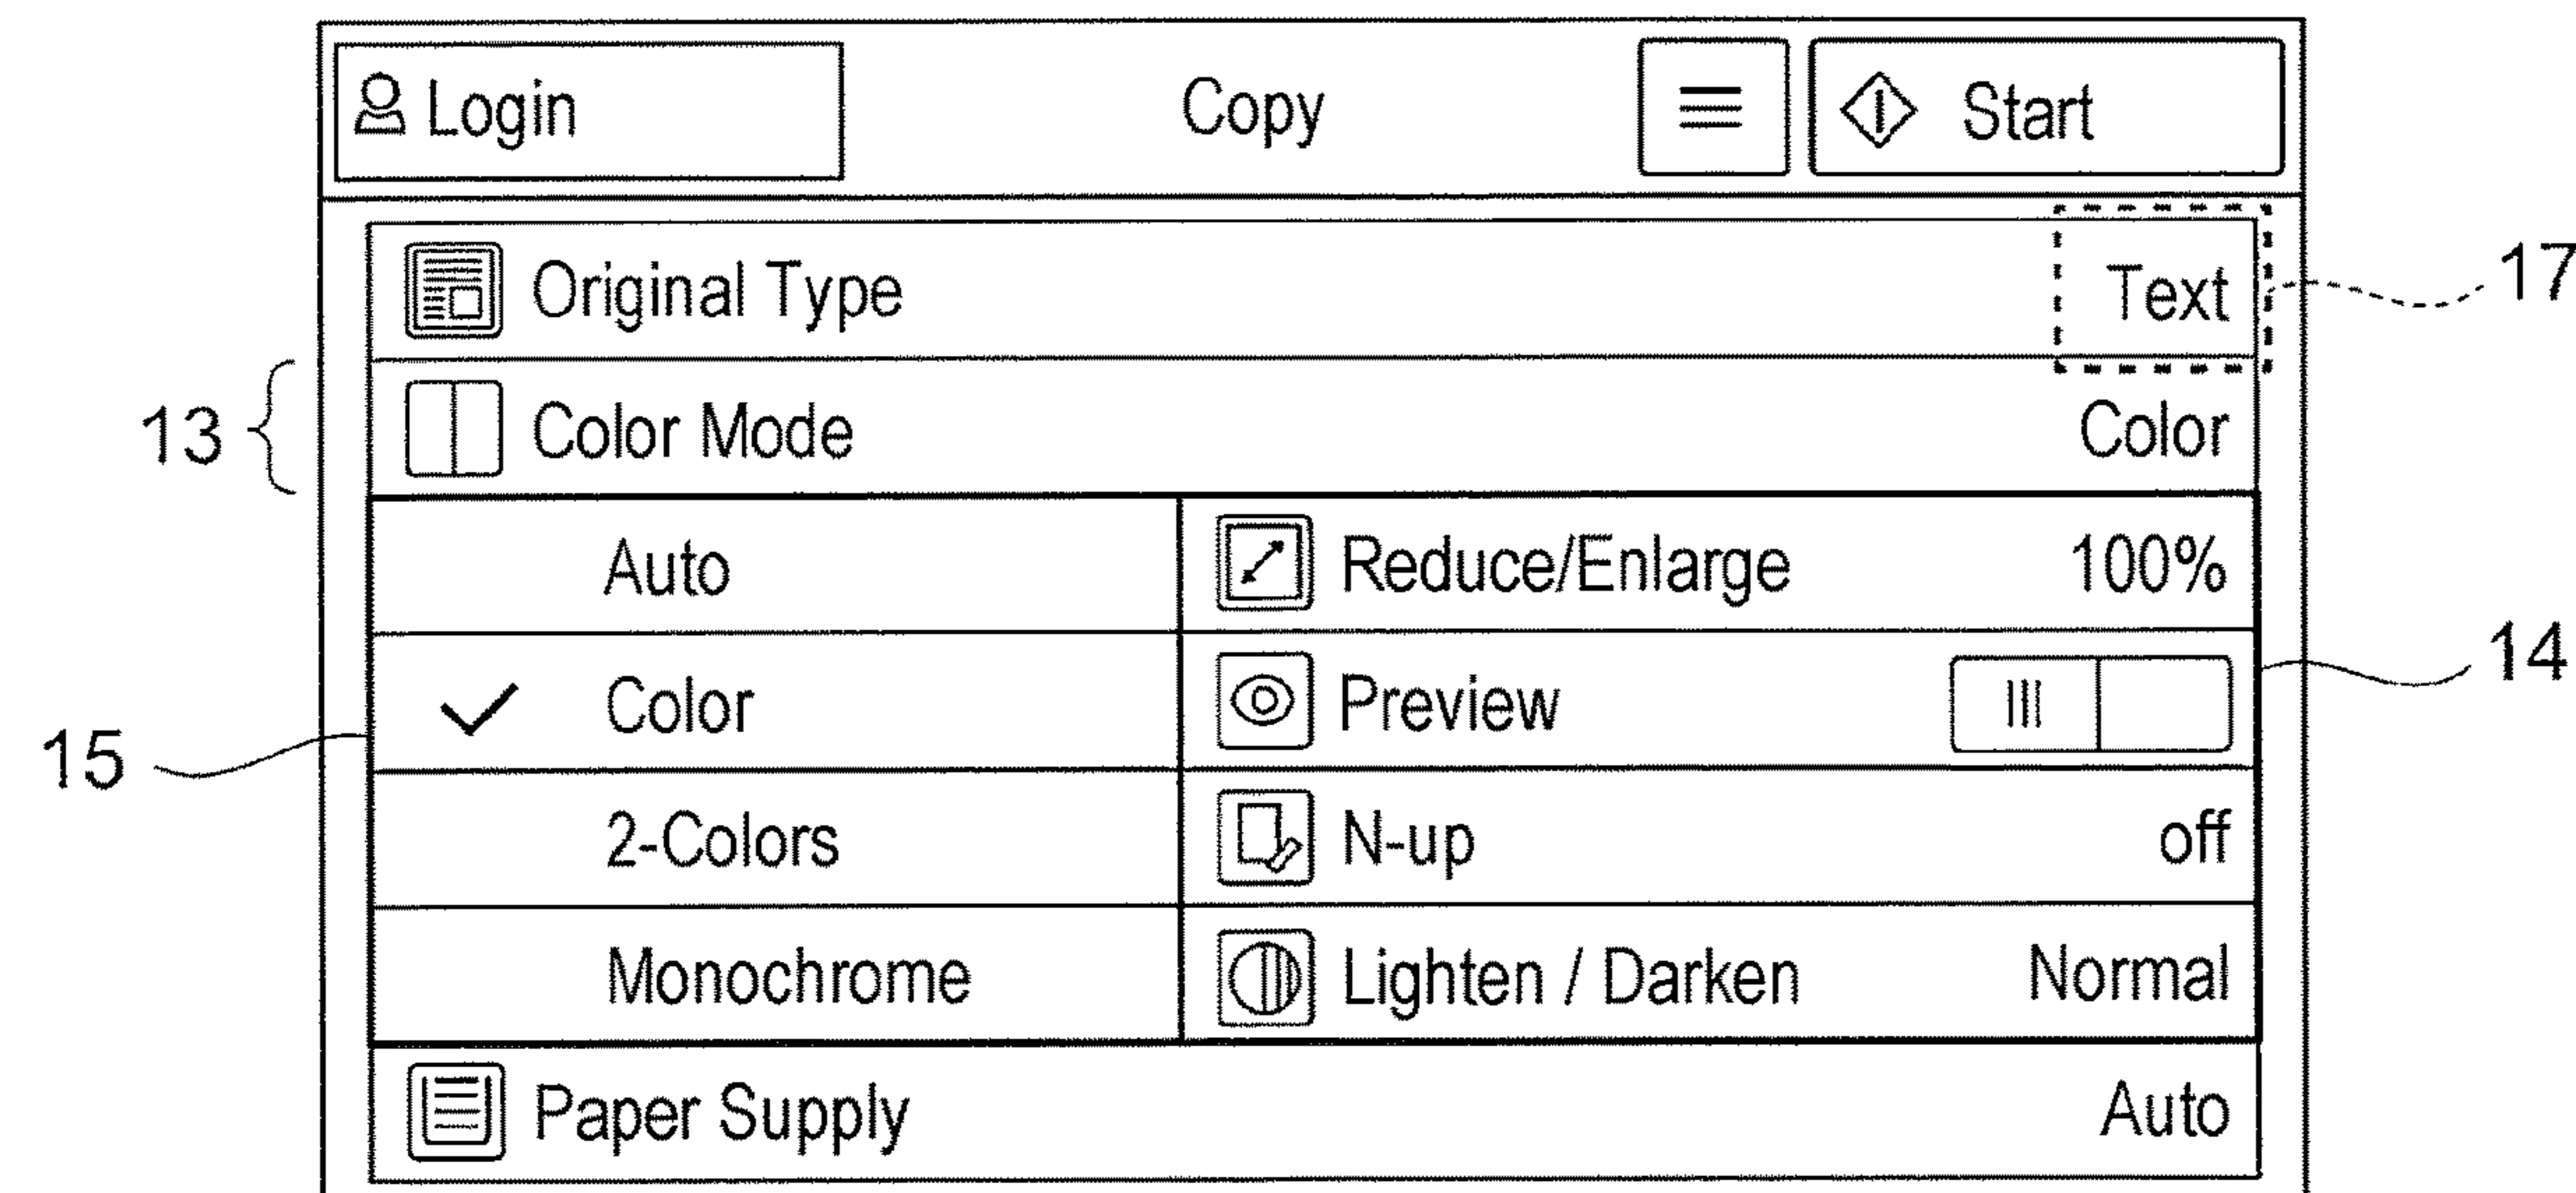 Login Copy Start
Original Type Text 17
13 Color Mode Color
Auto Reduce/Enlarge 100%
Color Preview 14
15
2-Colors N-up off
Monochrome Lighten / Darken Normal
Paper Supply Auto